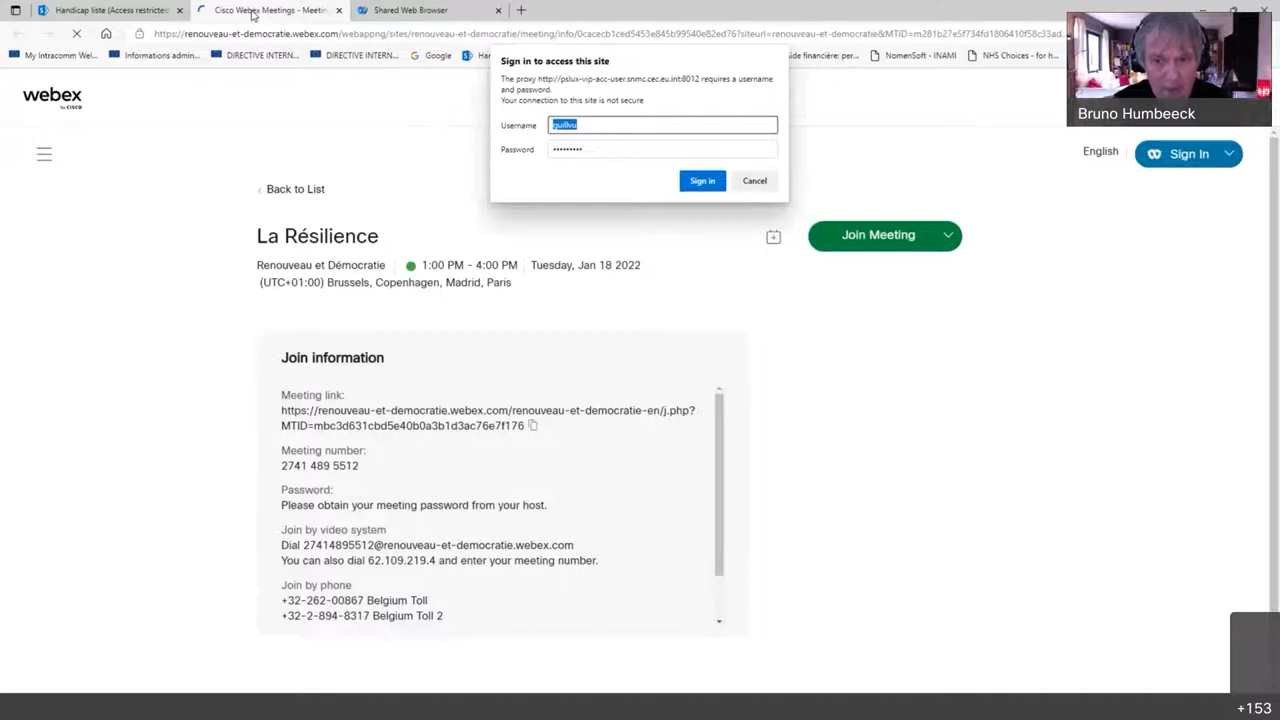 Handicap liste (Access restricted
Cisco Webex Meetings - Meetin
Shared Web Browser
https://renouveau-et-democratie.webex.com/webappng/sites/renouveau-et-democratie/meeting/info/
My Intracomm Wel...
Informations admin...
DIRECTIVE INTERN...
DIRECTIVE INTERN...
Google
Han
ide financière: per...
NomenSoft - INAMI
NHS Choices - for h...
Sign in to access this site
The proxy http://pslux-vip-acc-user.snmc.cec.eu.int:8012 requires a username
and password.
Your connection to this site is not secure
Username
Password
Sign in
Cancel
Bruno Humbeeck
webex
by CISCO
English
Sign In
Back to List
La Résilience
Join Meeting
Renouveau et Démocratie
1:00 PM - 4:00 PM
Tuesday, Jan 18 2022
(UTC+01:00) Brussels, Copenhagen, Madrid, Paris
Join information
Meeting link:
https://renouveau-et-democratie.webex.com/renouveau-et-democratie-en/j.php?
MTID=mbc3d631cbd5e40b0a3b1d3ac76e7f176
Meeting number:
2741 489 5512
Password:
Please obtain your meeting password from your host.
Join by video system
Dial 27414895512@renouveau-et-democratie.webex.com
You can also dial 62.109.219.4 and enter your meeting number.
Join by phone
+32-262-00867 Belgium Toll
+32-2-894-8317 Belgium Toll 2
+153